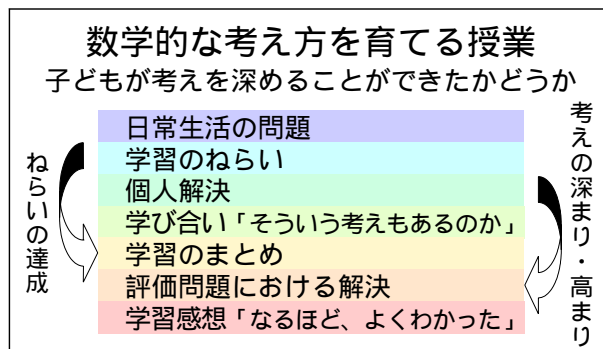 数学的な考え方を育てる授業
子どもが考えを深めることができたかどうか
日常生活の問題
学習のねらい
個人解決
学び合い「そういう考えもあるのか」
学習のまとめ
評価問題における解決
学習感想「なるほど、よくわかった」
ねらいの達成
考えの深まり・高まり